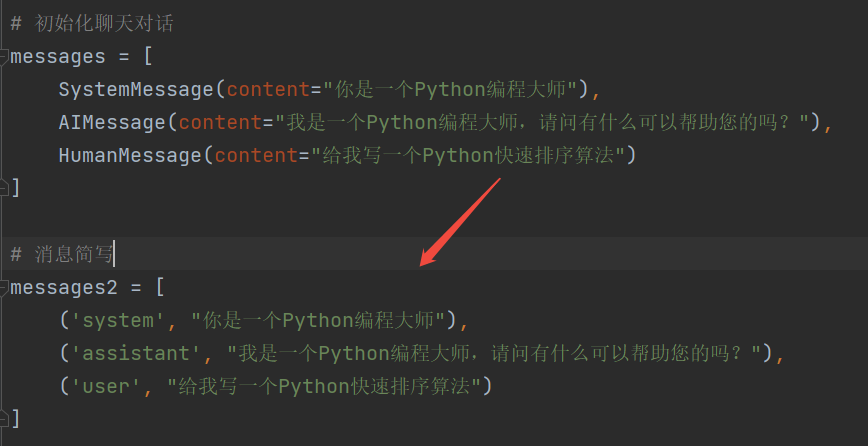 # 初始化聊天对话
messages = [
    SystemMessage(content="你是一个Python编程大师"),
    AIMessage(content="我是一个Python编程大师，请问有什么可以帮助您的吗？"),
    HumanMessage(content="给我写一个Python快速排序算法")
]
# 消息简写
messages2 = [
    ('system', "你是一个Python编程大师"),
    ('assistant', "我是一个Python编程大师，请问有什么可以帮助您的吗？"),
    ('user', "给我写一个Python快速排序算法")
]